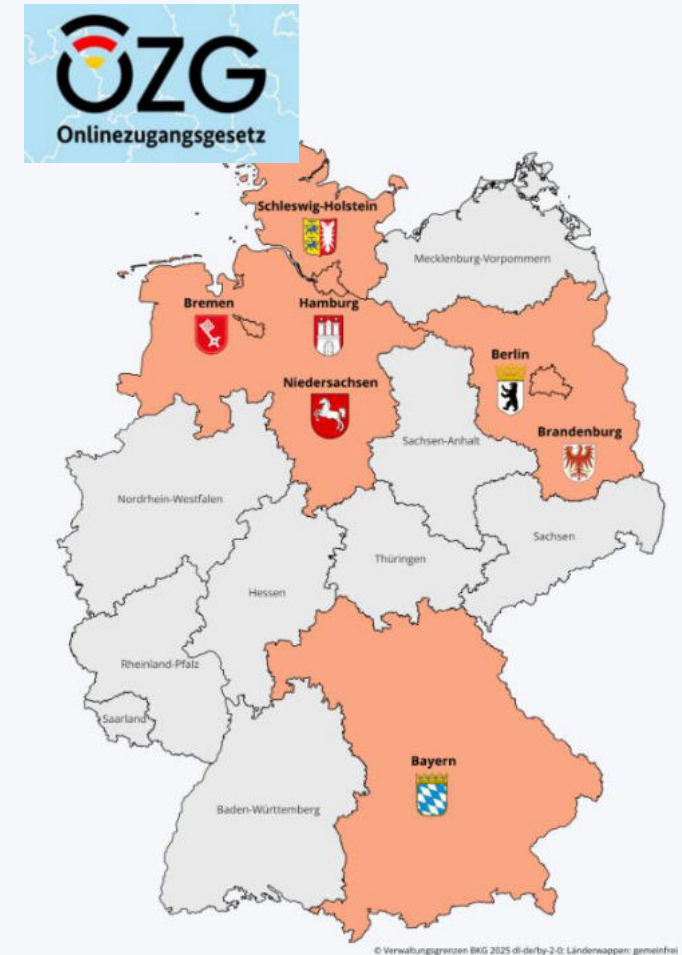 OZG
Onlinezugangsgesetz
Schleswig-Holstein
Mecklenburg-Vorpommern
Bremen
Hamburg
Berlin
Niedersachsen
Brandenburg
Sachsen-Anhalt
Nordrhein-Westfalen
Sachsen
Thüringen
Hessen
Rheinland-Pfalz
Saarland
Bayern
Baden-Württemberg
© Verwaltungsgrenzen BKG 2025 dl-de/by-2-0; Länderwappen: gemeinfrei